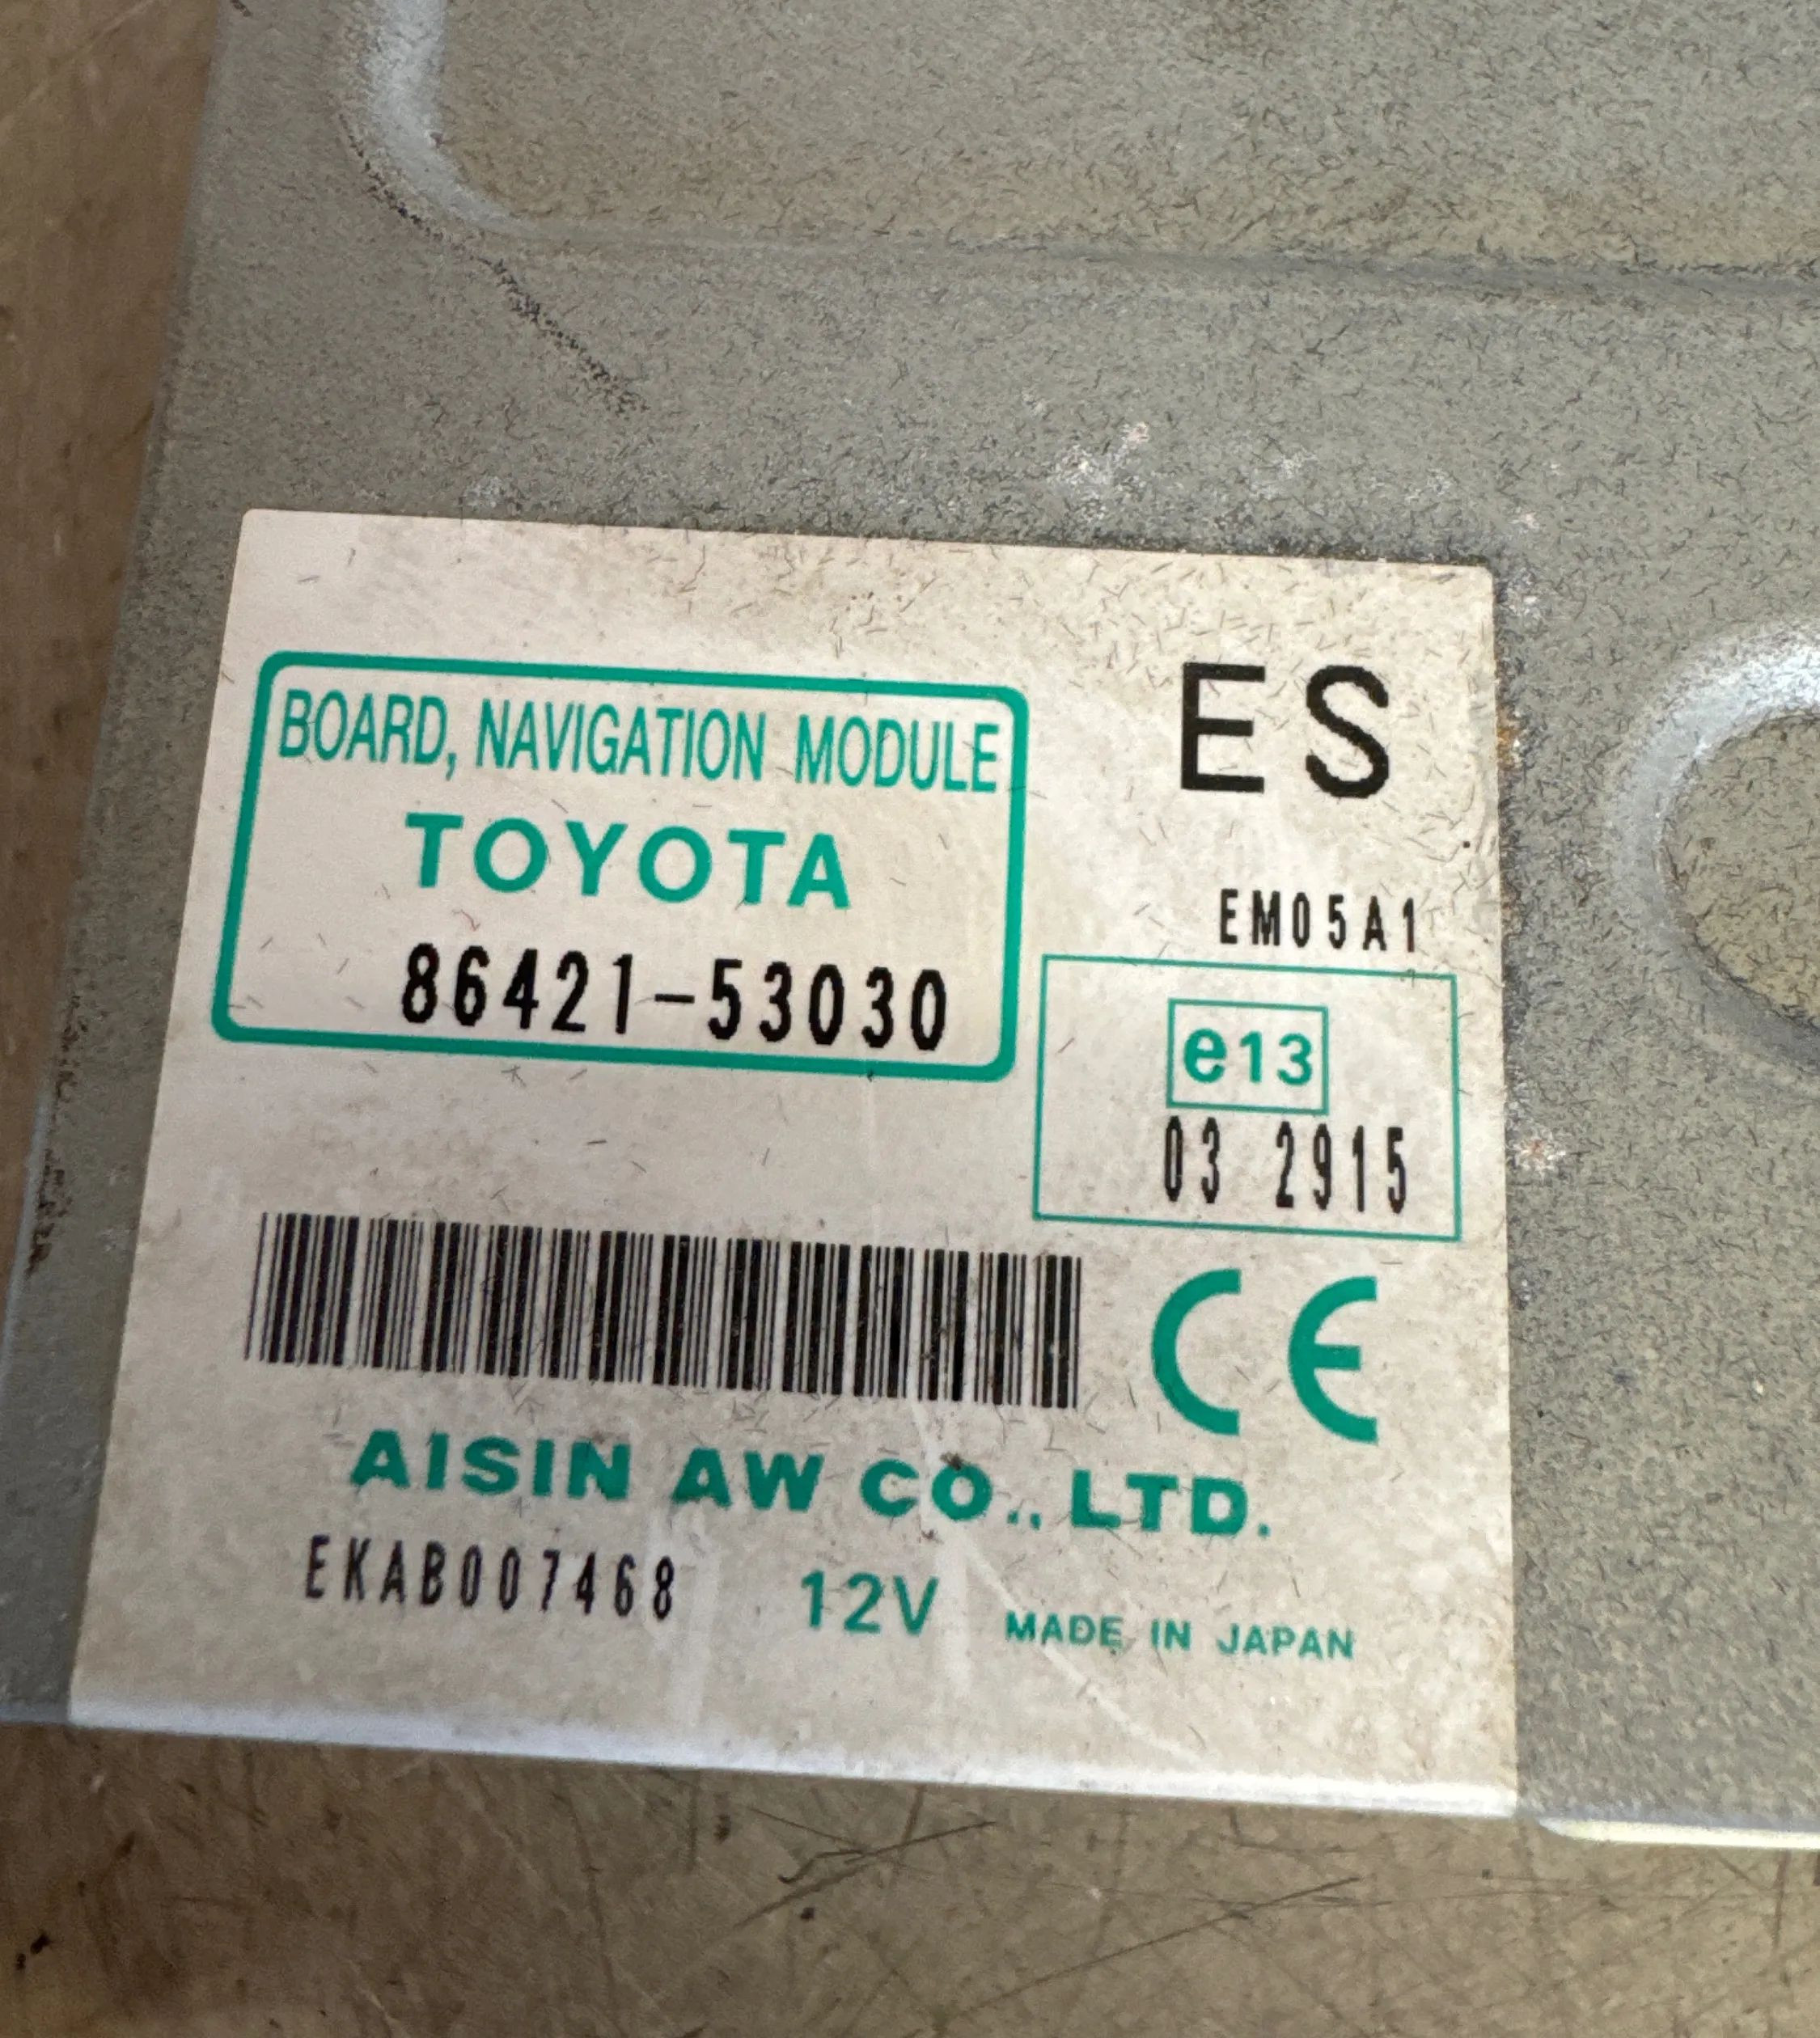 BOARD, NAVIGATION MODULE
TOYOTA
86421-53030
ES
EM05A1
e13
03 2915
CE
AISIN AW CO., LTD.
EKAB007468 12V MADE IN JAPAN